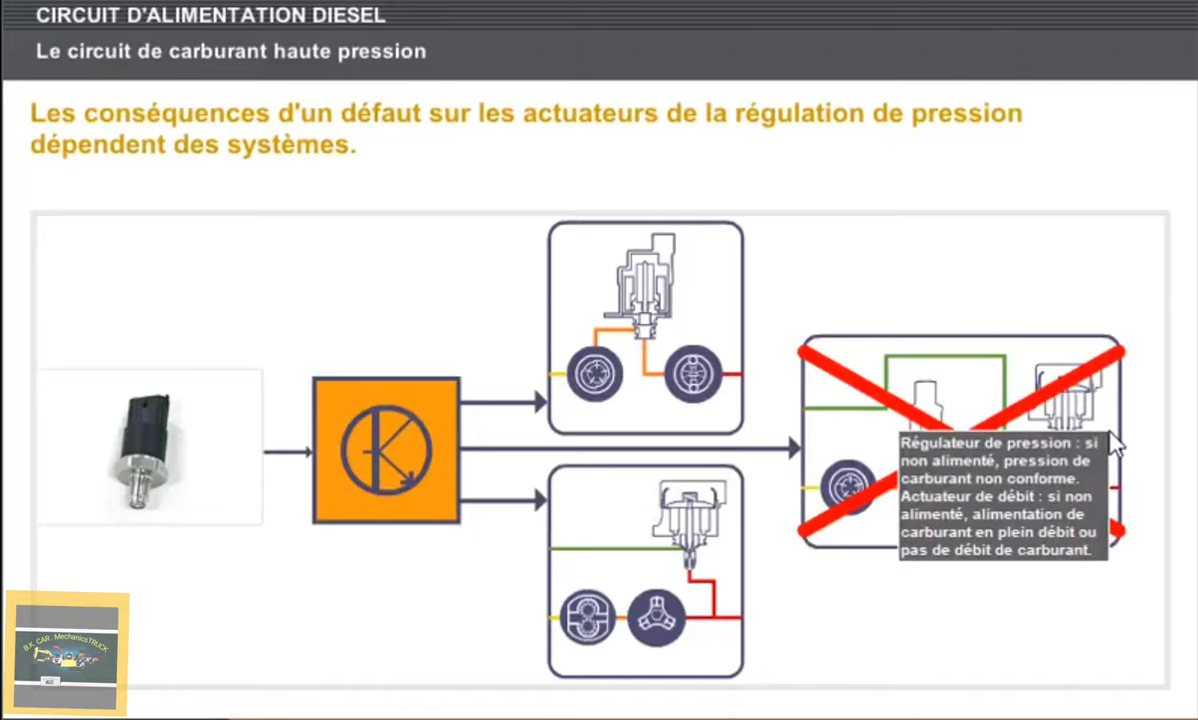 CIRCUIT D'ALIMENTATION DIESEL
Le circuit de carburant haute pression
Les conséquences d'un défaut sur les actuateurs de la régulation de pression
dépendent des systèmes.
Régulateur de pression : si
non alimenté, pression de
carburant non conforme.
Actuateur de débit : si non
alimenté, alimentation de
carburant en plein débit ou
pas de débit de carburant.
B.K. CAR . MechanicsTRUCK